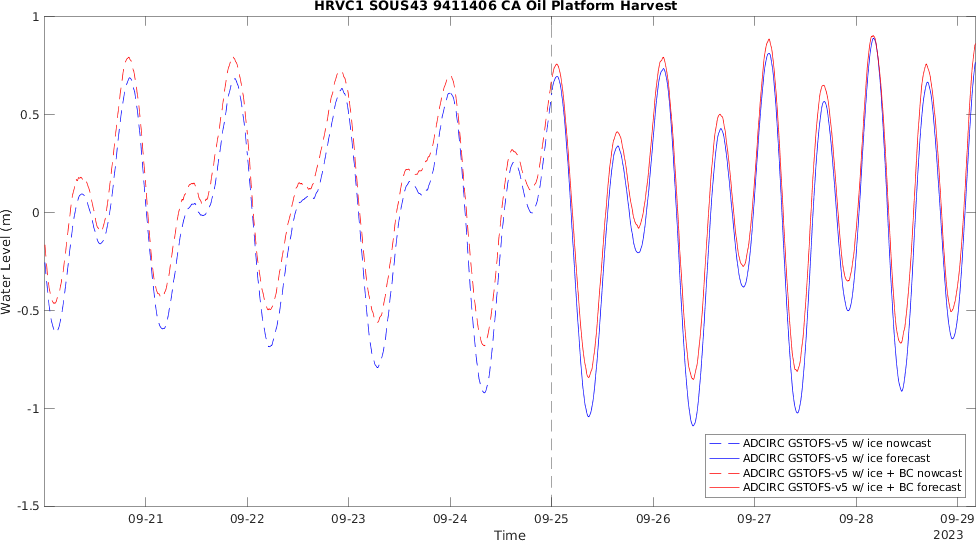 HRVC1 SOUS43 9411406 CA Oil Platform Harvest
1
0.5
0
-0.5
-1
-1.5
Water Level (m)
09-21
09-22
09-23
09-24
09-25
09-26
09-27
09-28
09-29
Time
2023
ADCIRC GSTOFS-v5 w/ ice nowcast
ADCIRC GSTOFS-v5 w/ ice forecast
ADCIRC GSTOFS-v5 w/ ice + BC nowcast
ADCIRC GSTOFS-v5 w/ ice + BC forecast